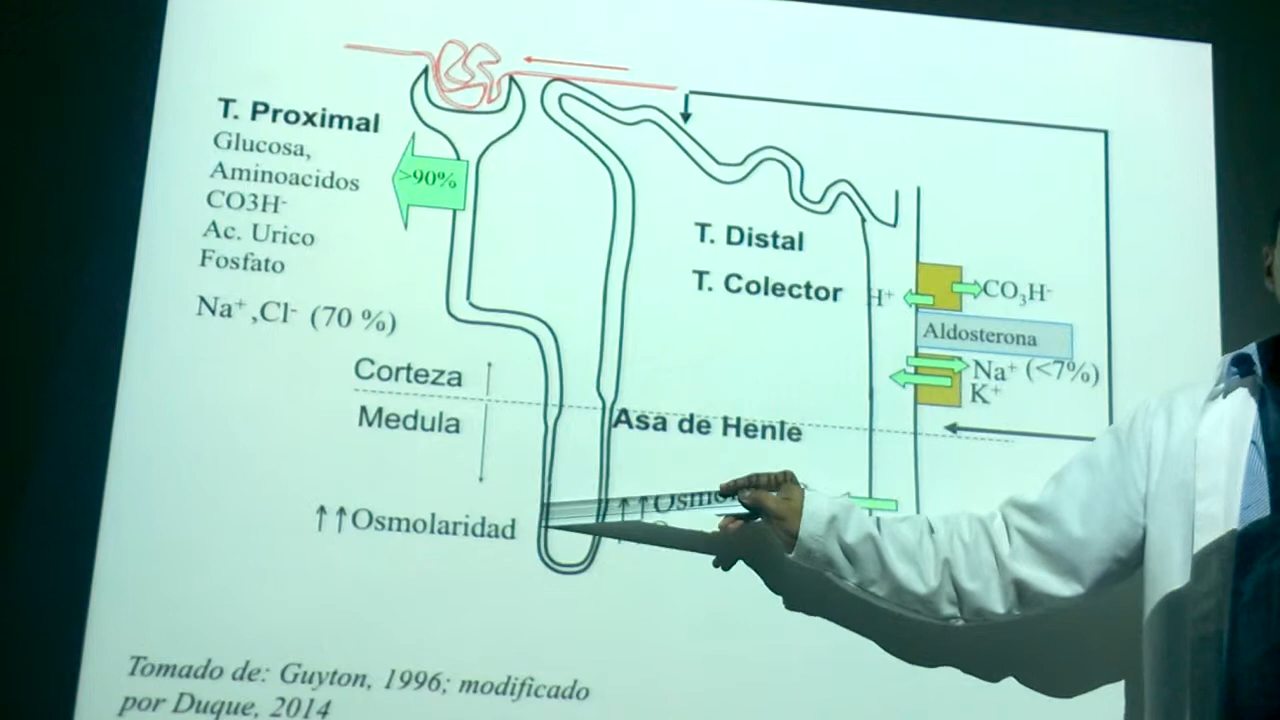 T. Proximal
Glucosa,
Aminoacidos
CO3H-
Ac. Urico
Fosfato
Na⁺ ,Cl⁻ (70 %)
>90%
T. Distal
T. Colector
H⁺
CO₃H⁻
Aldosterona
Na⁺ (<7%)
K⁺
Corteza
Medula
Asa de Henle
↑↑Osmolaridad
↑↑
Tomado de: Guyton, 1996; modificado
por Duque, 2014